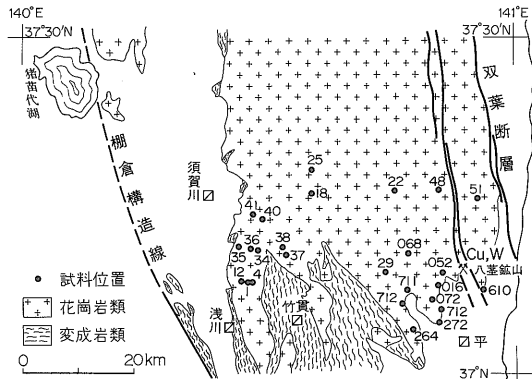 140°E
37°30'N
141°E
37°30'N
猪苗代湖
棚倉構造線
須賀川
双葉断層
25
18
22
48
51
41
40
38
36
35
34
37
068
Cu,W
八茎鉱山
29
052
12
4
711
016
610
712
072
712
272
264
竹貫
浅川
平
試料位置
花崗岩類
変成岩類
0
20km
37°N